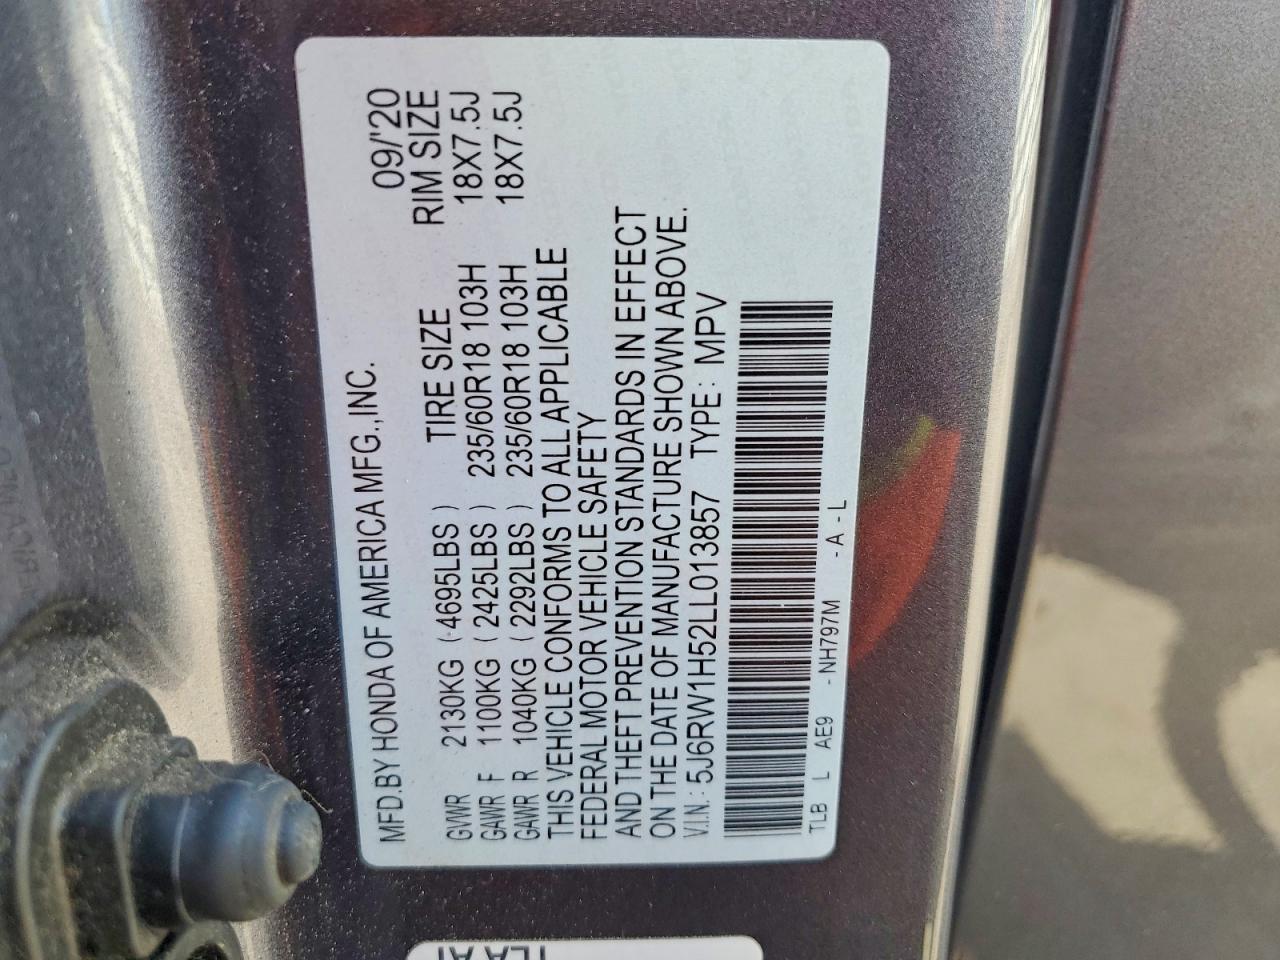 MFD.BY HONDA OF AMERICA MFG.,INC. 09/'20
TIRE SIZE RIM SIZE
GVWR 2130KG ( 4695LBS )
GAWR F 1100KG ( 2425LBS ) 235/60R18 103H 18X7.5J
GAWR R 1040KG ( 2292LBS ) 235/60R18 103H 18X7.5J
THIS VEHICLE CONFORMS TO ALL APPLICABLE
FEDERAL MOTOR VEHICLE SAFETY
AND THEFT PREVENTION STANDARDS IN EFFECT
ON THE DATE OF MANUFACTURE SHOWN ABOVE.
V.I.N.: 5J6RW1H52LL013857 TYPE: MPV
TLB L AE9 - NH797M - A - L